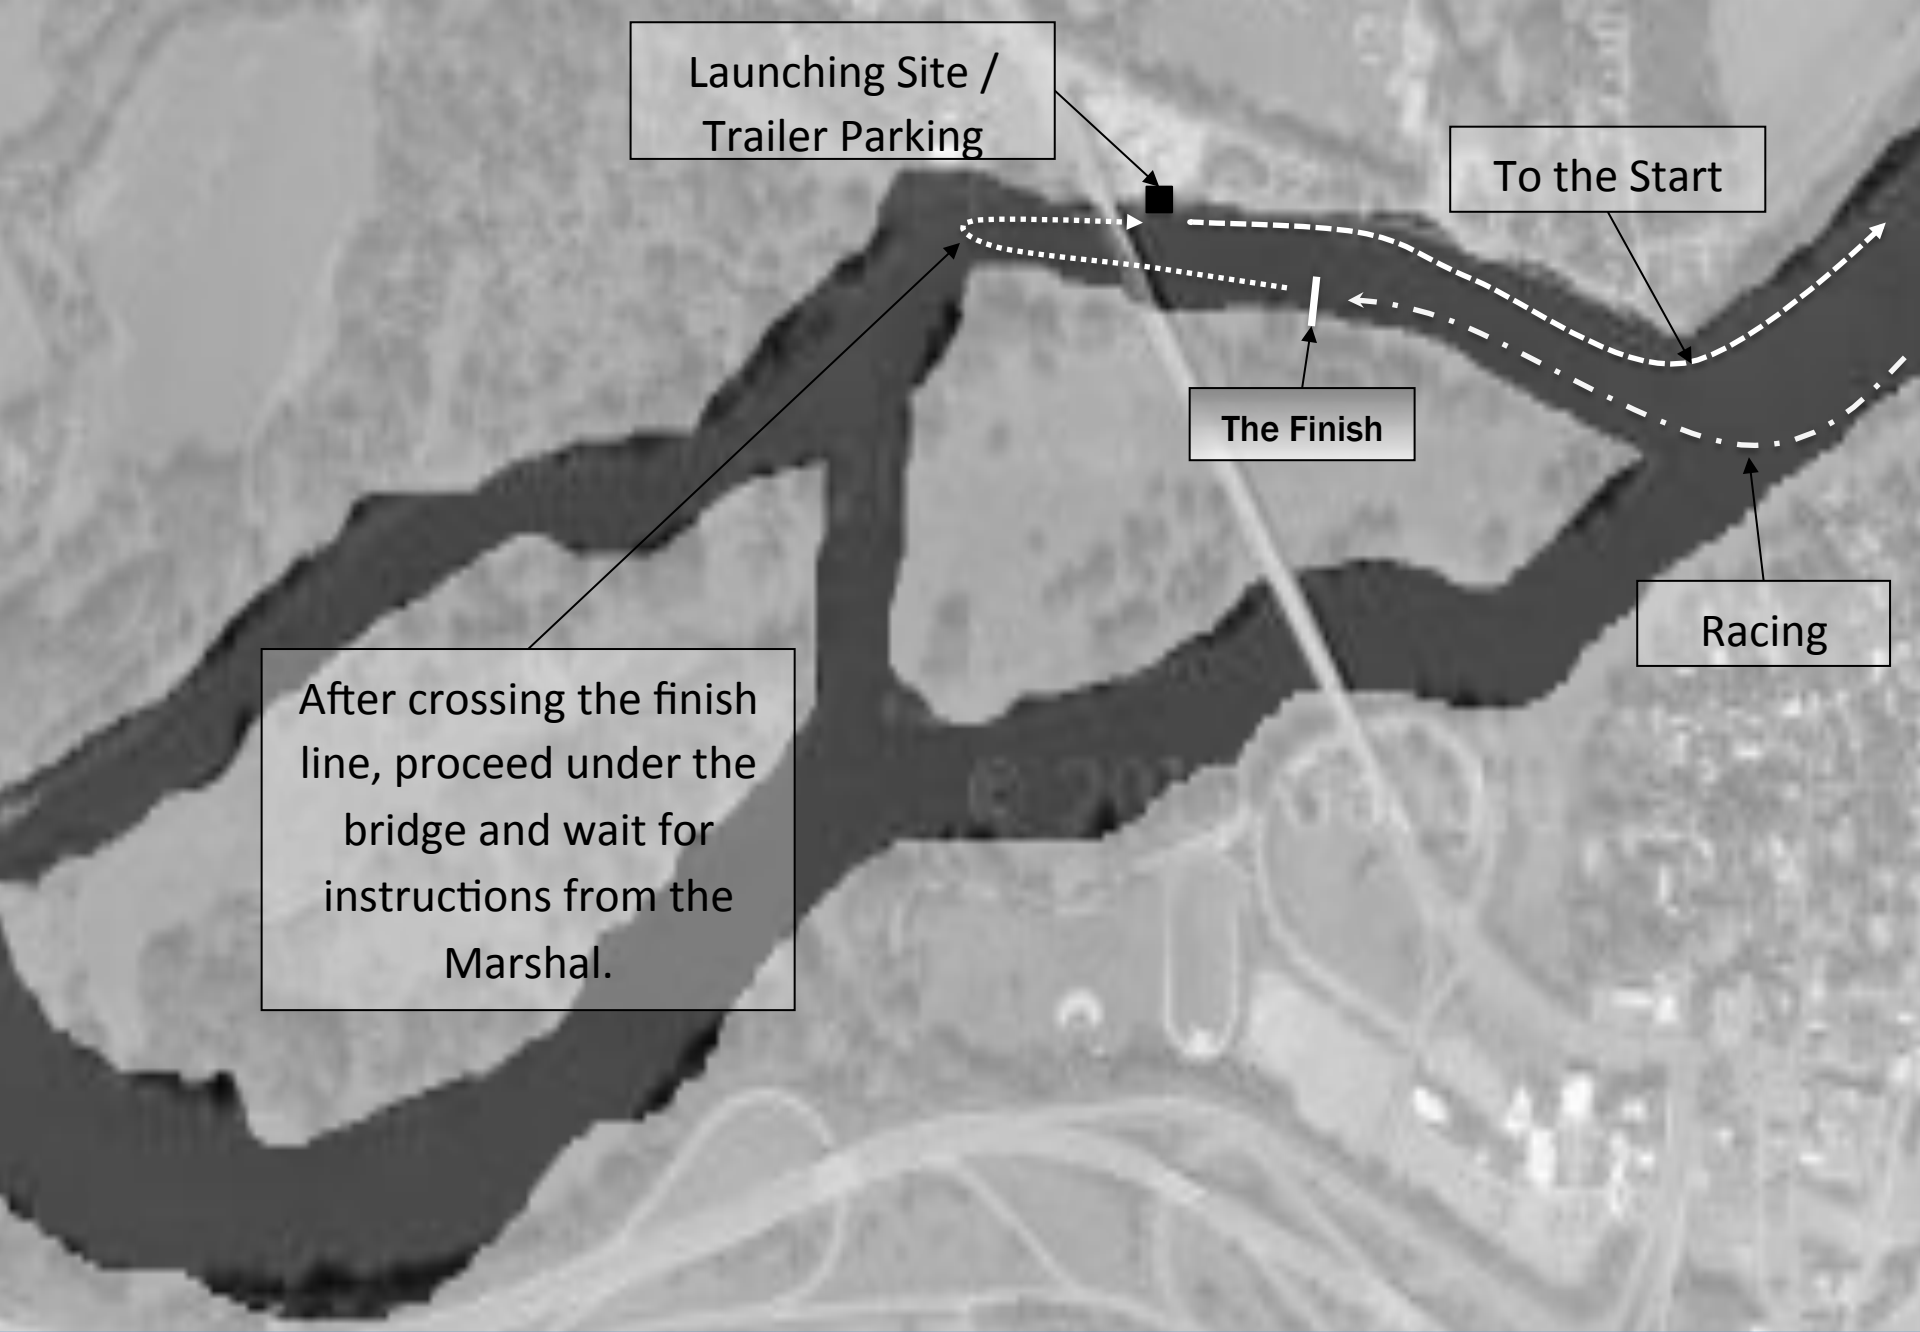 Launching Site /
Trailer Parking
To the Start
The Finish
Racing
After crossing the finish
line, proceed under the
bridge and wait for
instructions from the
Marshal.